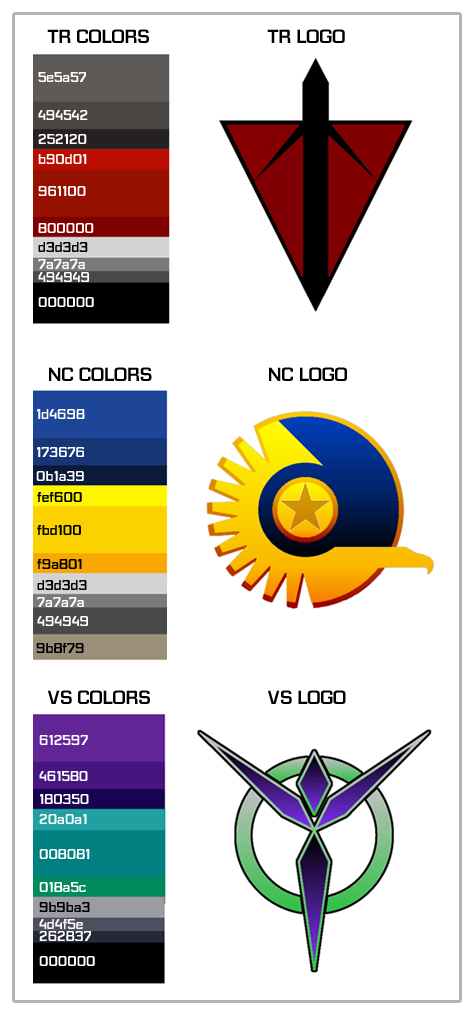 TR COLORS
TR LOGO
5e5a57
494542
252120
b90d01
961100
800000
d3d3d3
7a7a7a
494949
000000
NC COLORS
NC LOGO
1d4698
173676
0b1a39
fef600
fbd100
f9a801
d3d3d3
7a7a7a
494949
9b8f79
VS COLORS
VS LOGO
612597
461580
180350
20a0a1
008081
018a5c
9b9ba3
4d4f5e
262837
000000